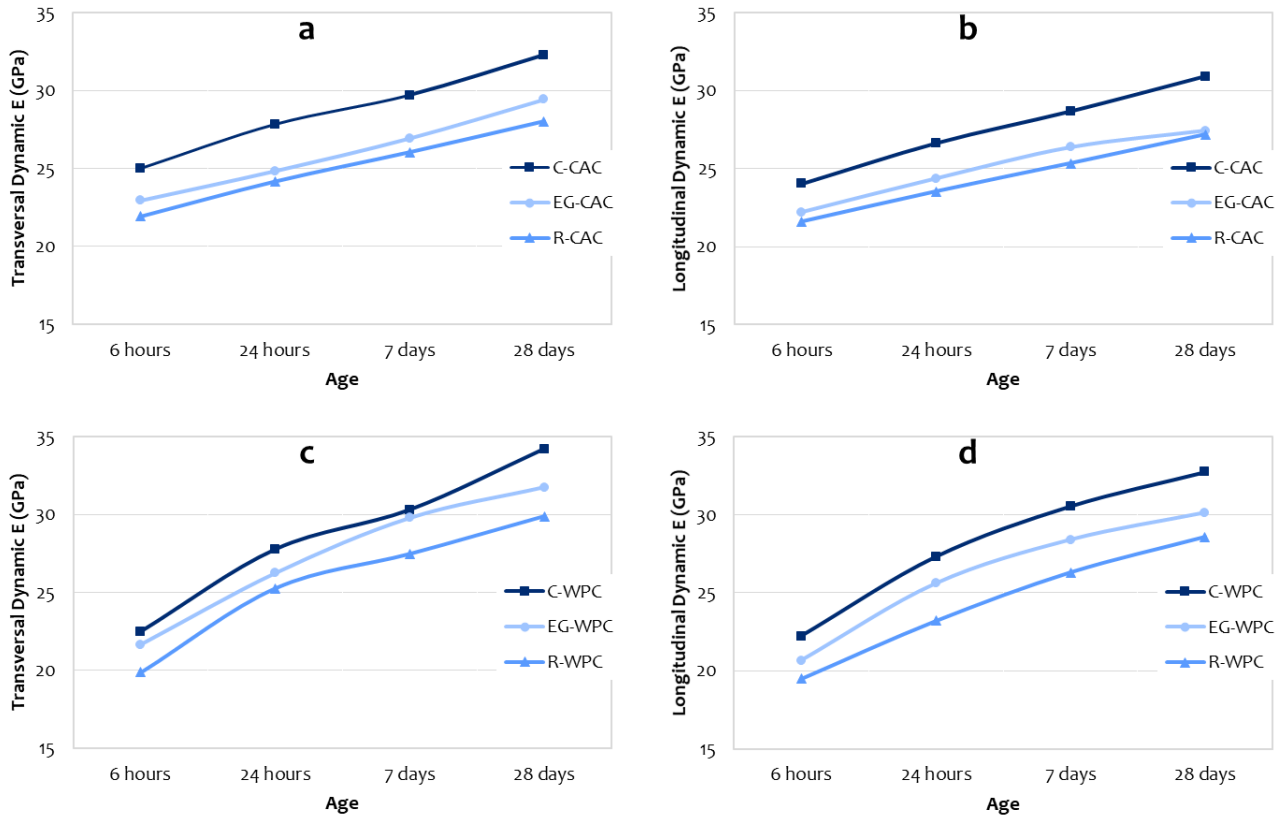 a
Transversal Dynamic E (GPa)
35
30
25
20
15
C-CAC
EG-CAC
R-CAC
6 hours 24 hours 7 days 28 days
Age
b
Longitudinal Dynamic E (GPa)
35
30
25
20
15
C-CAC
EG-CAC
R-CAC
6 hours 24 hours 7 days 28 days
Age
c
Transversal Dynamic E (GPa)
35
30
25
20
15
C-WPC
EG-WPC
R-WPC
6 hours 24 hours 7 days 28 days
Age
d
Longitudinal Dynamic E (GPa)
35
30
25
20
15
C-WPC
EG-WPC
R-WPC
6 hours 24 hours 7 days 28 days
Age